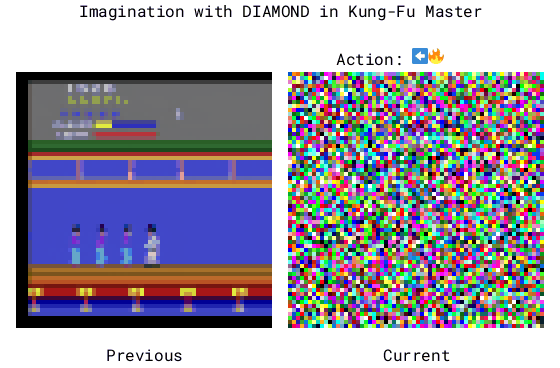 Imagination with DIAMOND in Kung-Fu Master
Action: ⬅️🔥
Previous
Current